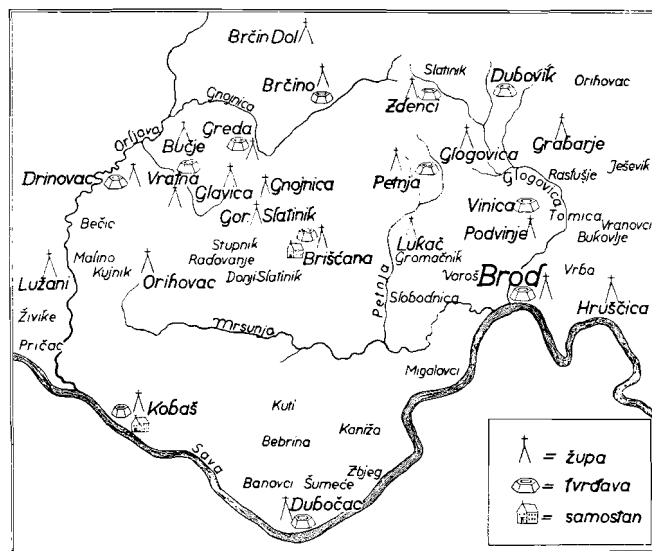 Brčin Dol
Brčino
Slatinik
Dubovik
Orihovac
Zdenci
Gnojnica
Orljava
Greda
Bučje
Glogovica
Grabarje
Drinovac
Vratna
Glavica
Gnojnica
Petnja
Glogovica
Rastušje
Ješevik
Gor. Slatinik
Vinica
Tomica
Bečic
Stupnik
Brišćana
Lukač
Podvinje
Vranovci
Bukovlje
Malino
Kujnik
Radovanje
Gromačnik
Lužani
Orihovac
Donji-Slatinik
Varoš
Brod
Vrba
Petnja
Slobodnica
Hruščica
Živike
Mrsunja
Pričac
Migalovci
Kobaš
Kuti
Kaniža
Bebrina
Sava
Zbjeg
Banovci
Šumeće
Dubočac
= župa
= tvrđava
= samostan